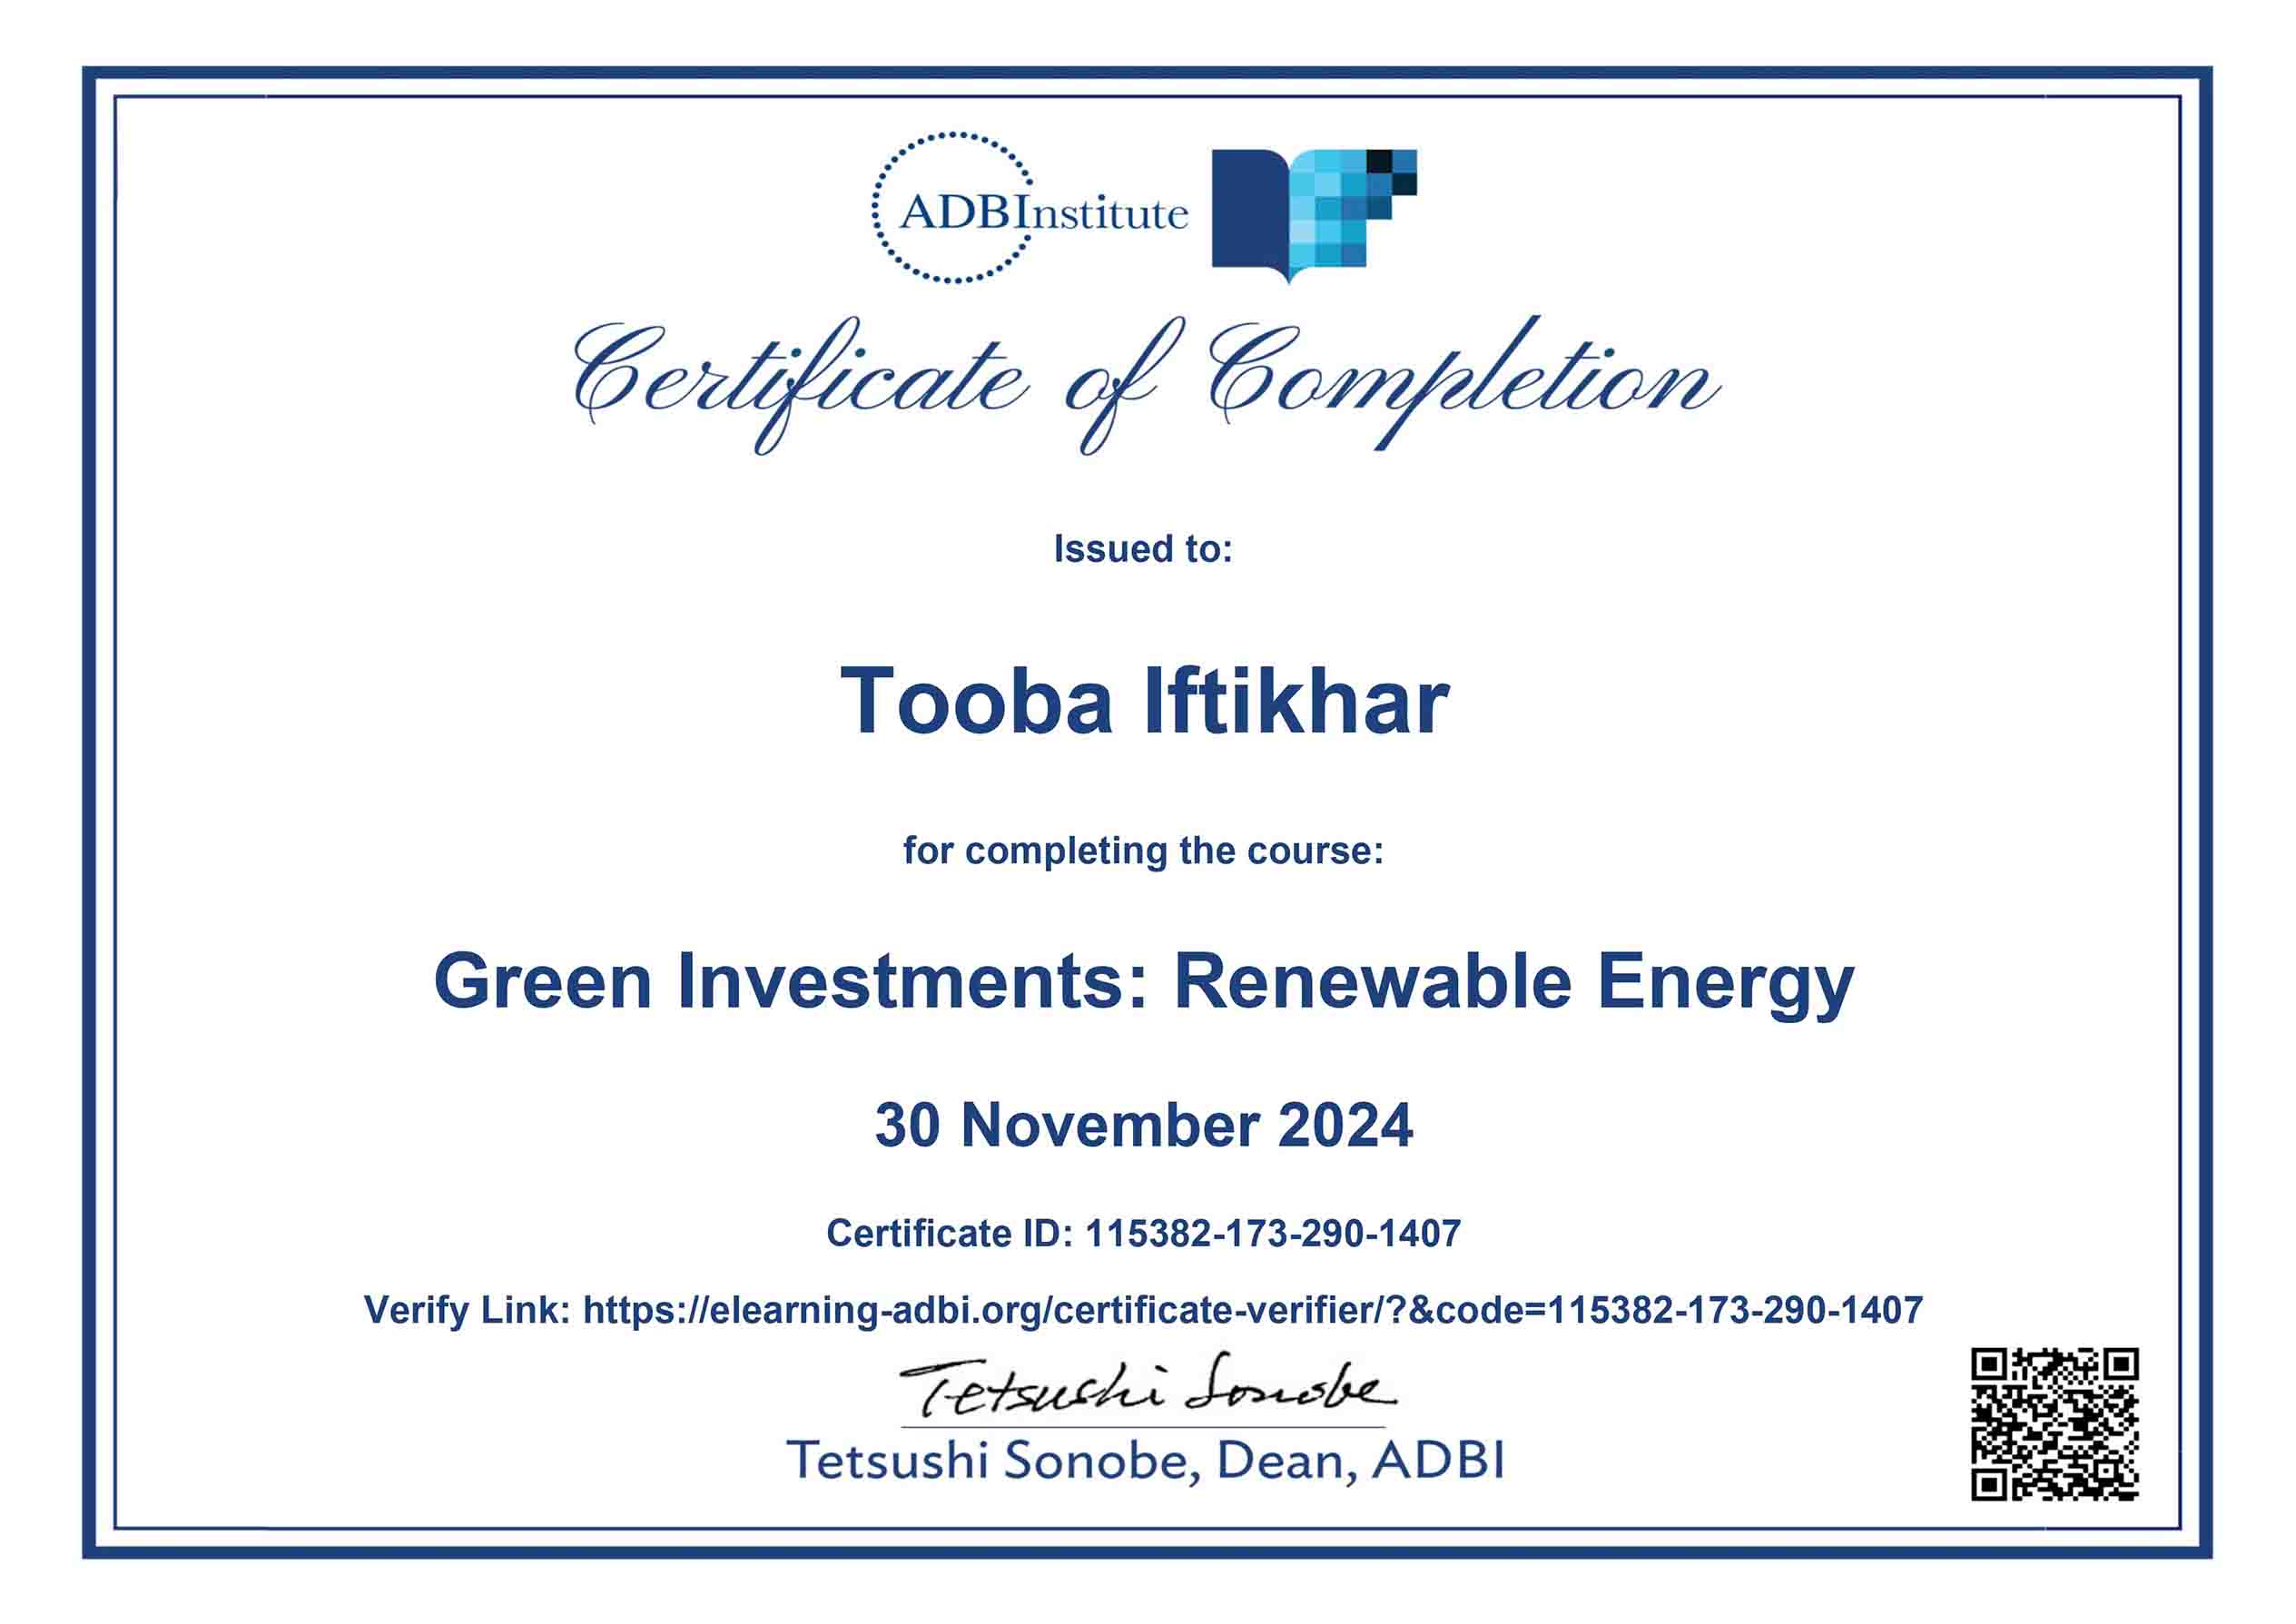 ADBInstitute
Certificate of Completion
Issued to:
Tooba Iftikhar
for completing the course:
Green Investments: Renewable Energy
30 November 2024
Certificate ID: 115382-173-290-1407
Verify Link: https://elearning-adbi.org/certificate-verifier/?&code=115382-173-290-1407
Tetsushi Sonobe
Tetsushi Sonobe, Dean, ADBI